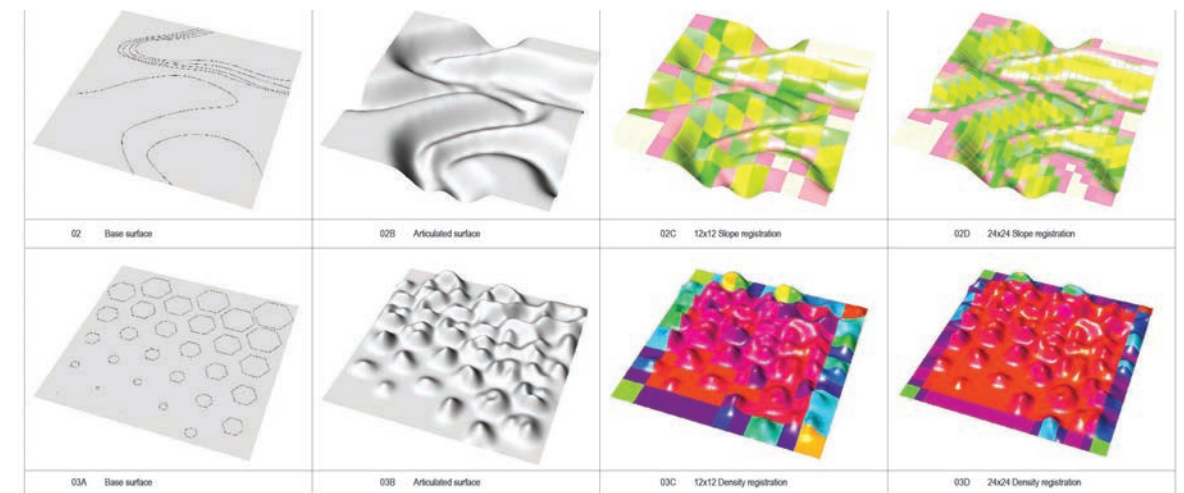 02 Base surface
02B Articulated surface
02C 12x12 Slope registration
02D 24x24 Slope registration
03A Base surface
03B Articulated surface
03C 12x12 Density registration
03D 24x24 Density registration